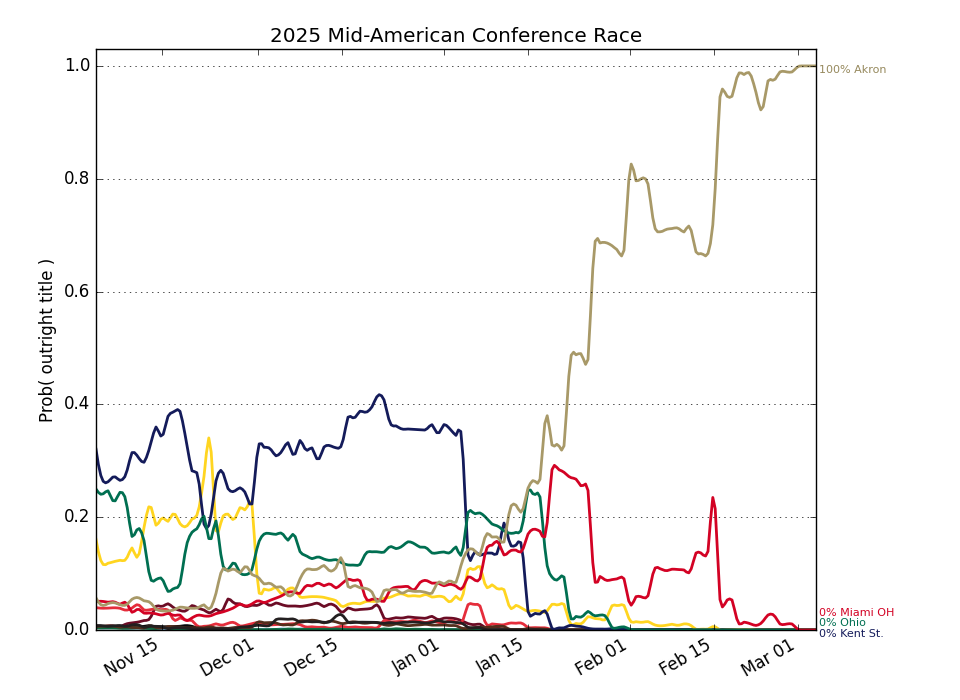 2025 Mid-American Conference Race
Prob( outright title )
1.0
0.8
0.6
0.4
0.2
0.0
100% Akron
0% Miami OH
0% Ohio
0% Kent St.
Nov 15
Dec 01
Dec 15
Jan 01
Jan 15
Feb 01
Feb 15
Mar 01